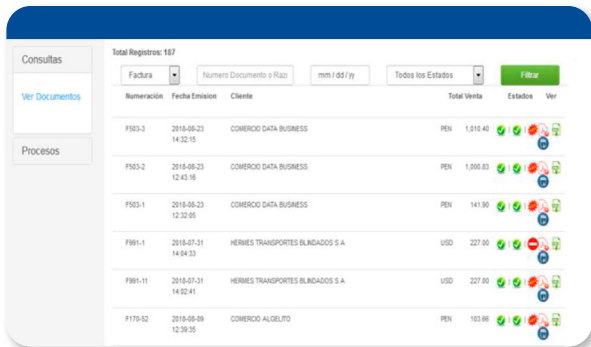 Consultas
Ver Documentos
Procesos
Total Registros: 187
Factura Numero Documento o Razi mm / dd / yy Todos los Estados Filtrar
Numeración Fecha Emision Cliente Total Venta Estados Ver
F503-3 2018-08-23 14:32:15 COMERCIO DATA BUSINESS PEN 1,010.40
F503-2 2018-08-23 12:43:16 COMERCIO DATA BUSINESS PEN 1,000.83
F503-1 2018-08-23 12:32:05 COMERCIO DATA BUSINESS PEN 141.90
F991-1 2018-07-31 14:04:33 HERMES TRANSPORTES BLINDADOS S A USD 227.00
F991-11 2018-07-31 14:02:41 HERMES TRANSPORTES BLINDADOS S A USD 227.00
F170-52 2018-08-09 12:39:35 COMERCIO ALGELITO PEN 103.66